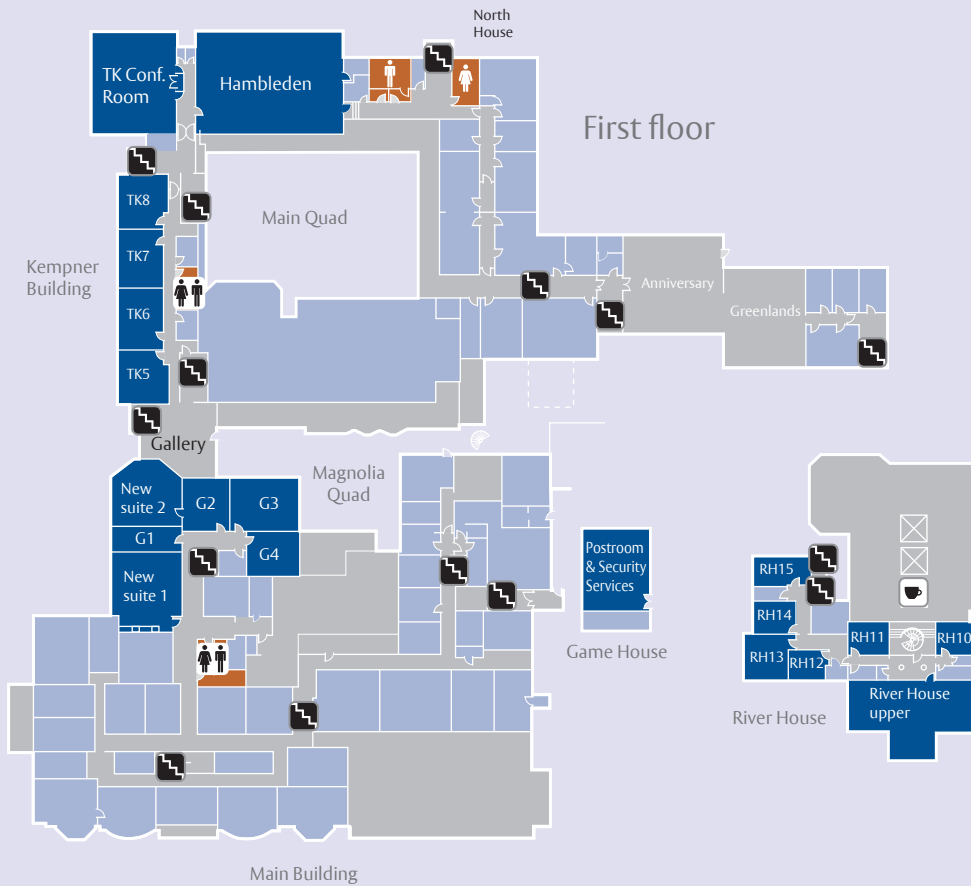 North
House
TK Conf.
Room
Hambleden
First floor
TK8
Main Quad
TK7
Kempner
Building
Anniversary
TK6
Greenlands
TK5
Gallery
Magnolia
Quad
New
suite 2
G2
G3
G1
G4
New
suite 1
Postroom
& Security
Services
Game House
RH15
RH14
RH13
RH12
RH11
RH10
River House
upper
River House
Main Building